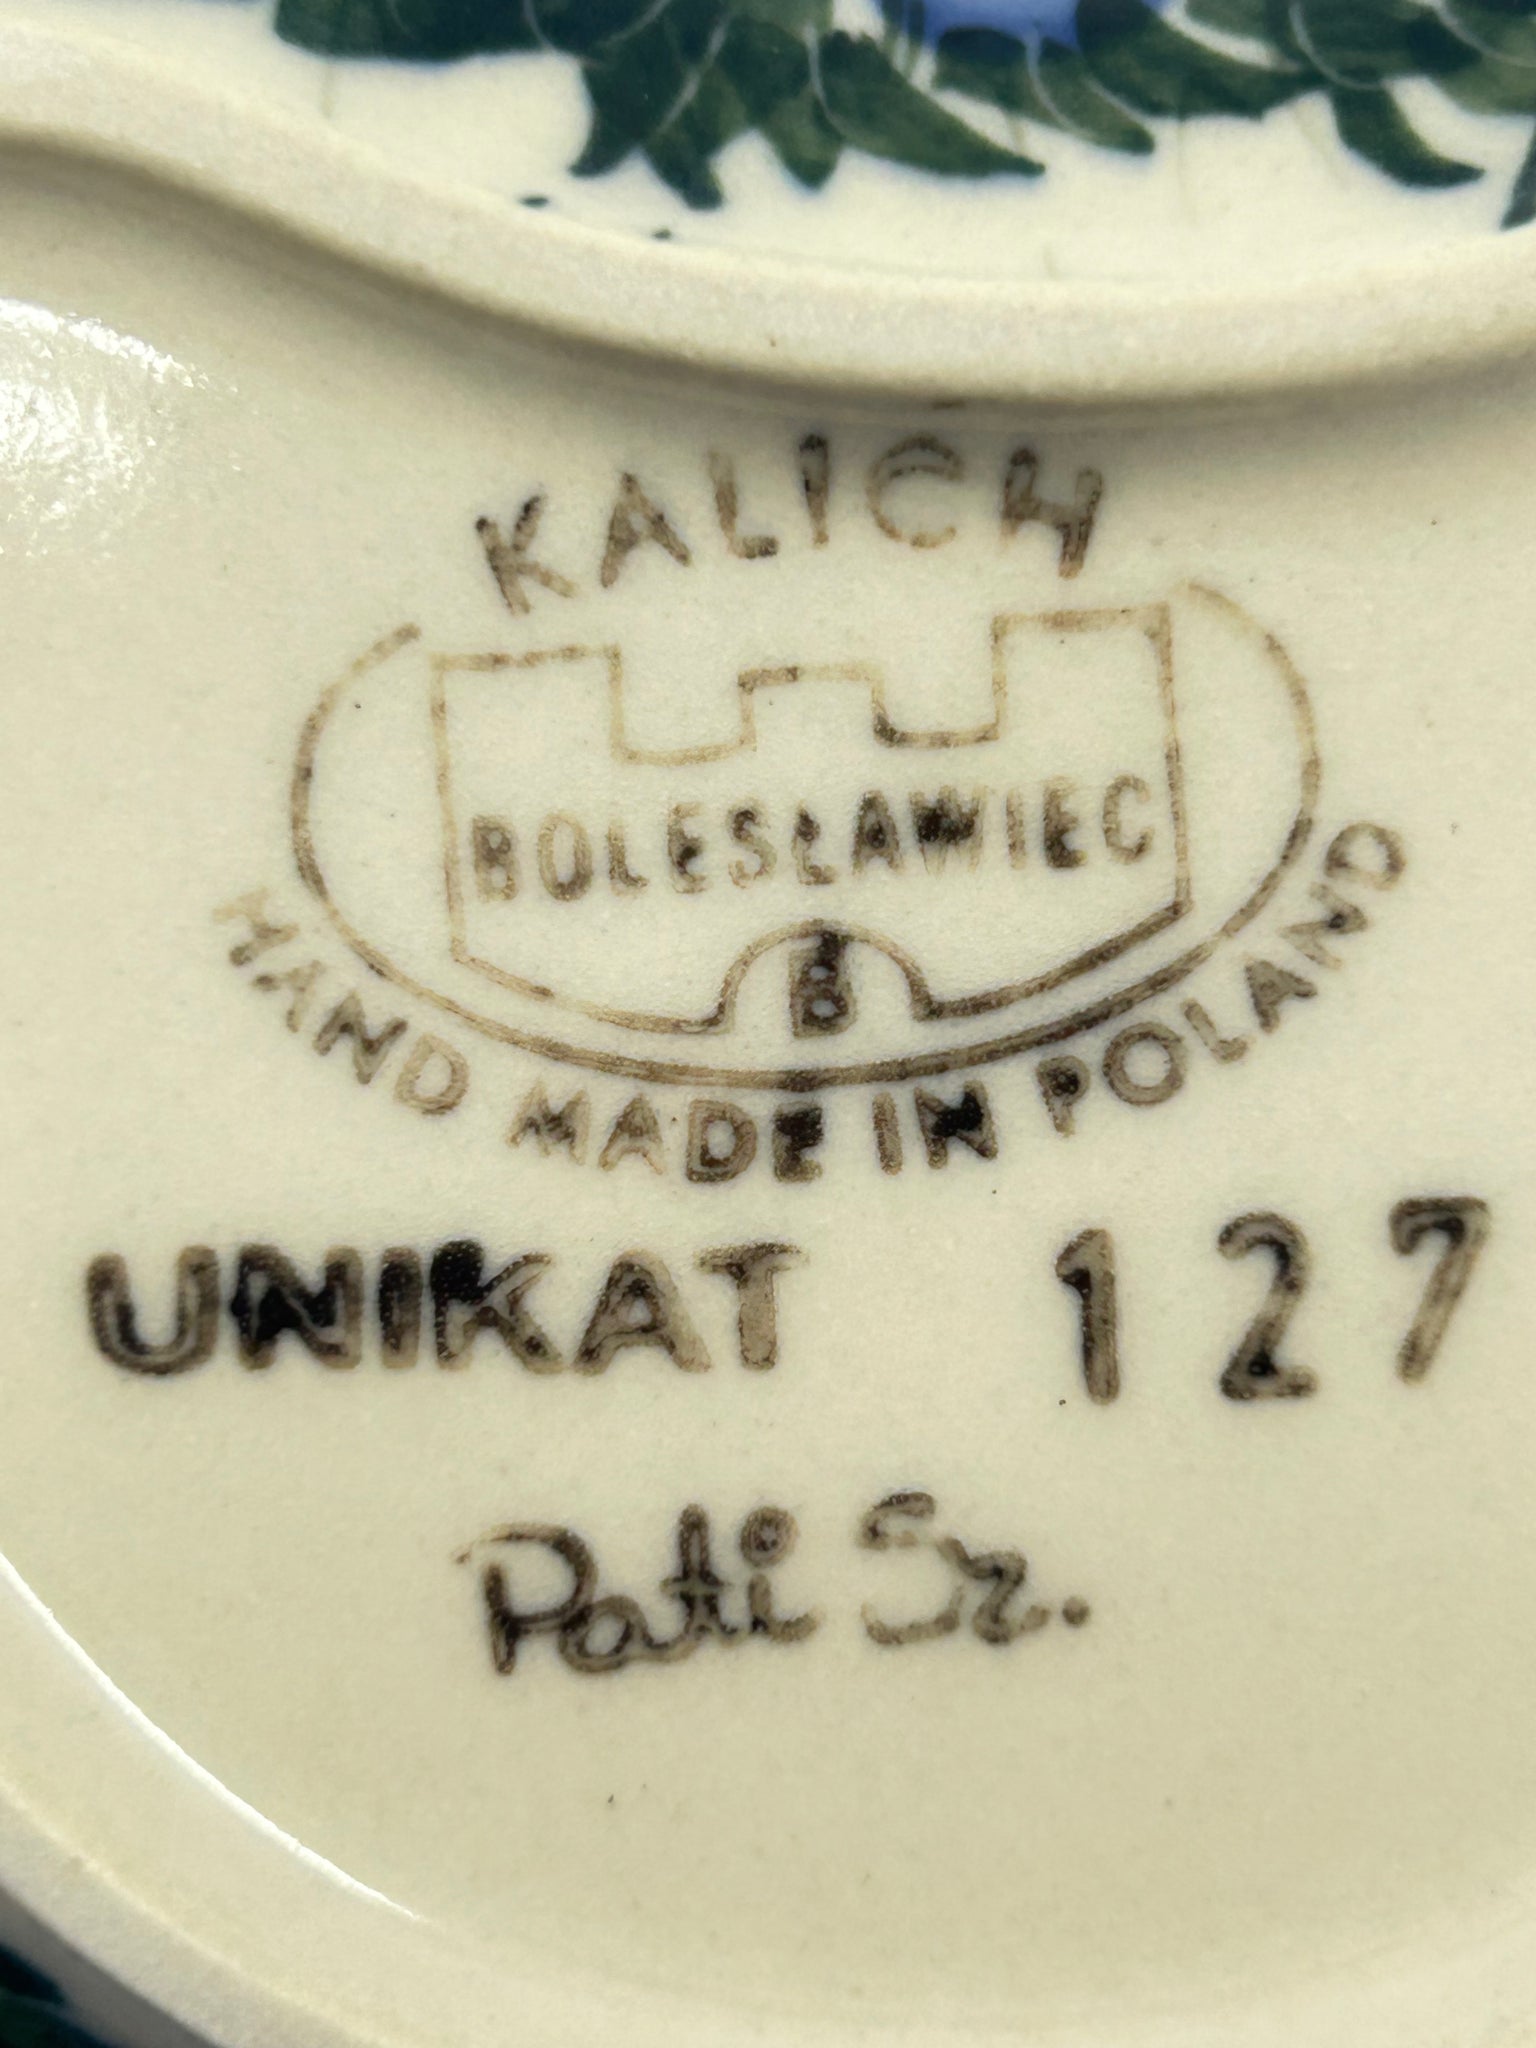 KALICH
BOLESŁAWIEC
B
HAND MADE IN POLAND
UNIKAT 127
Pati Sz.